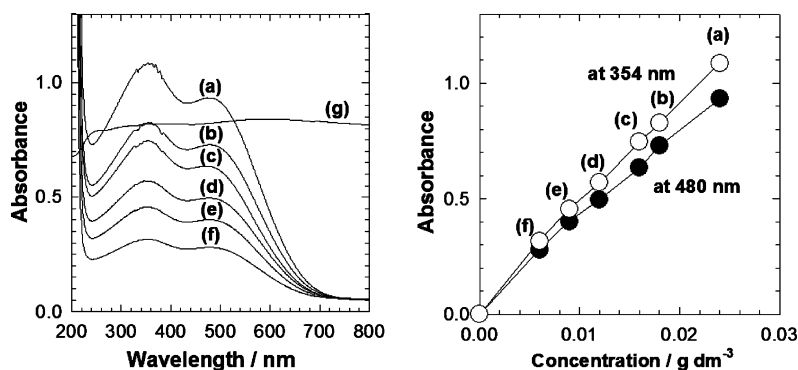 1.0
0.5
0.0
Absorbance
(a)
(g)
(b)
(c)
(d)
(e)
(f)
200 300 400 500 600 700 800
Wavelength / nm
1.0
0.5
0.0
Absorbance
(a)
at 354 nm
(b)
(c)
(d)
at 480 nm
(e)
(f)
0.00 0.01 0.02 0.03
Concentration / g dm-3